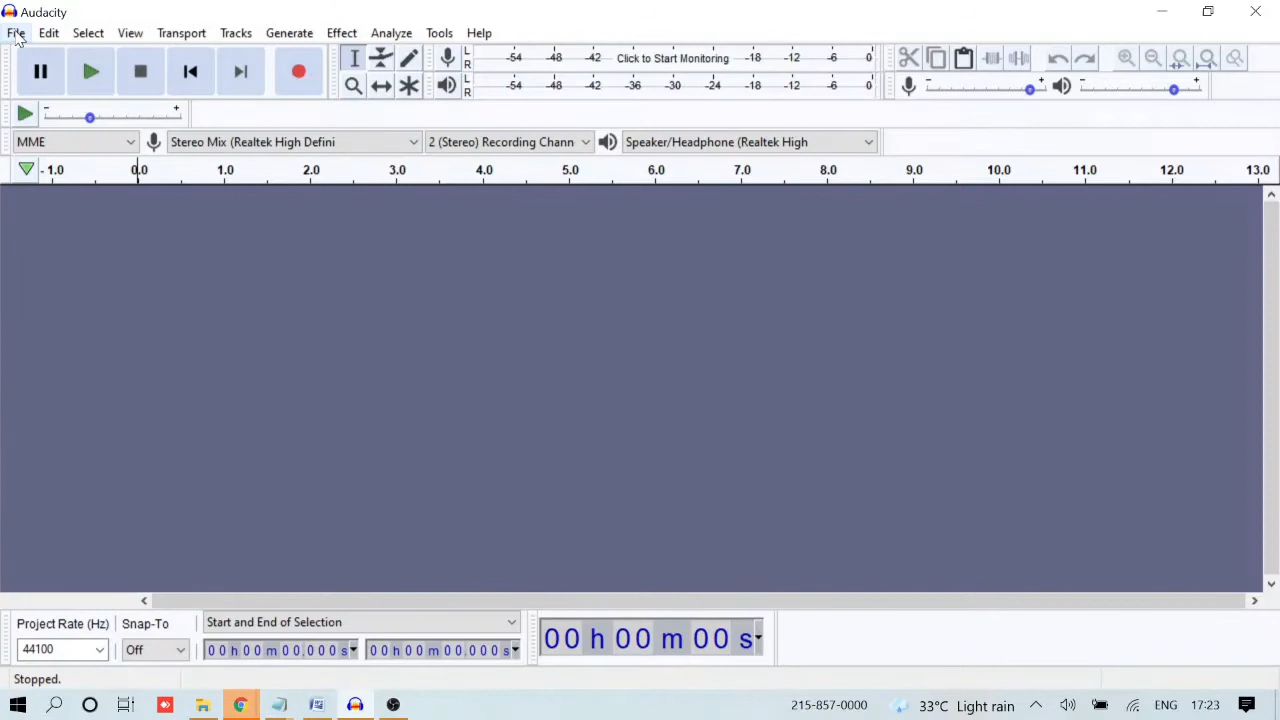 Audacity
File Edit Select View Transport Tracks Generate Effect Analyze Tools Help
L R -54 -48 -42 Click to Start Monitoring -18 -12 -6 0
L R -54 -48 -42 -36 -30 -24 -18 -12 -6 0
- + - +
- +
MME Stereo Mix (Realtek High Defini 2 (Stereo) Recording Chann Speaker/Headphone (Realtek High
-1.0 0.0 1.0 2.0 3.0 4.0 5.0 6.0 7.0 8.0 9.0 10.0 11.0 12.0 13.0
Project Rate (Hz) Snap-To Start and End of Selection
44100 Off 00 h 00 m 00.000 s 00 h 00 m 00.000 s 00 h 00 m 00 s
Stopped.
215-857-0000 33°C Light rain ENG 17:23